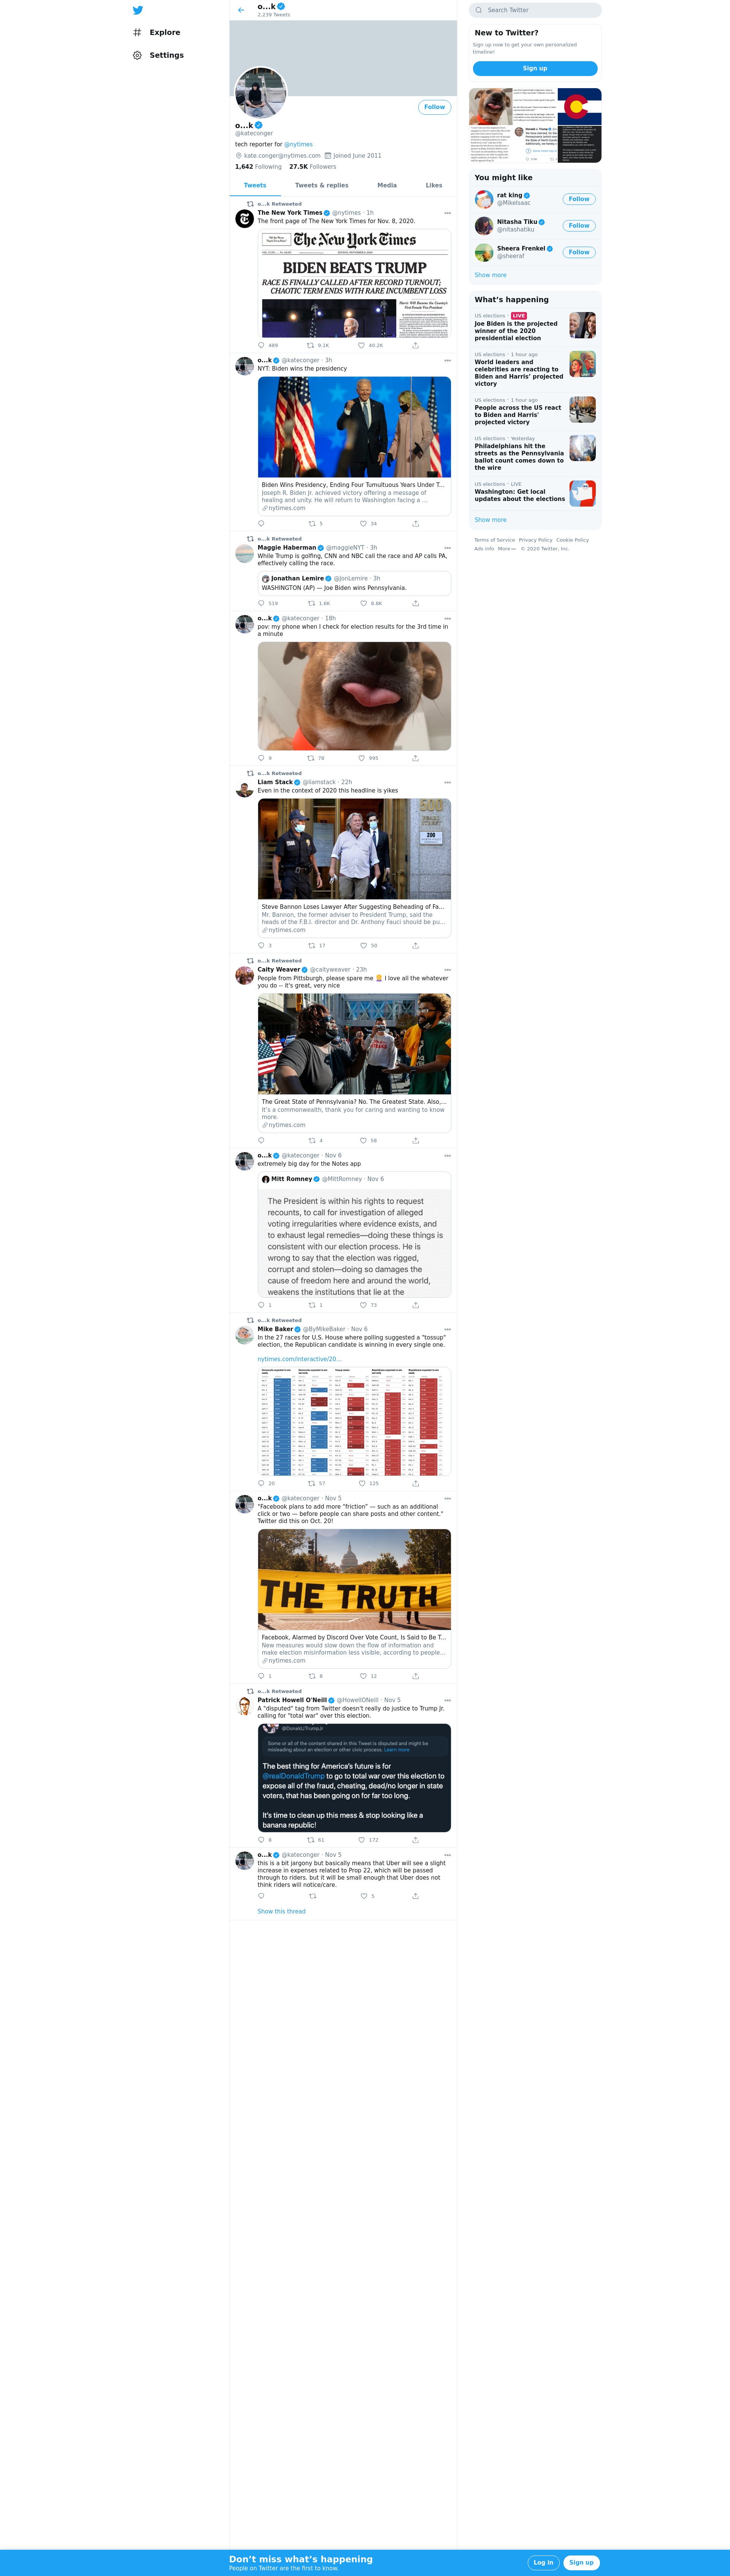 Explore
Settings
o...k
2,239 Tweets
Follow
o...k
@kateconger
tech reporter for @nytimes
kate.conger@nytimes.com Joined June 2011
1,642 Following 27.5K Followers
Tweets Tweets & replies Media Likes
o...k Retweeted
The New York Times @nytimes · 1h
The front page of The New York Times for Nov. 8, 2020.
The New York Times
BIDEN BEATS TRUMP
RACE IS FINALLY CALLED AFTER RECORD TURNOUT;
CHAOTIC TERM ENDS WITH RARE INCUMBENT LOSS
489 9.1K 40.2K
o...k @kateconger · 3h
NYT: Biden wins the presidency
Biden Wins Presidency, Ending Four Tumultuous Years Under T...
Joseph R. Biden Jr. achieved victory offering a message of
healing and unity. He will return to Washington facing a ...
nytimes.com
5 34
o...k Retweeted
Maggie Haberman @maggieNYT · 3h
While Trump is golfing, CNN and NBC call the race and AP calls PA,
effectively calling the race.
Jonathan Lemire @JonLemire · 3h
WASHINGTON (AP) — Joe Biden wins Pennsylvania.
519 1.6K 8.8K
o...k @kateconger · 18h
pov: my phone when I check for election results for the 3rd time in
a minute
9 78 995
o...k Retweeted
Liam Stack @liamstack · 22h
Even in the context of 2020 this headline is yikes
500
PEARL
STREET
200
Steve Bannon Loses Lawyer After Suggesting Beheading of Fa...
Mr. Bannon, the former adviser to President Trump, said the
heads of the F.B.I. director and Dr. Anthony Fauci should be pu...
nytimes.com
3 17 50
o...k Retweeted
Caity Weaver @caityweaver · 23h
People from Pittsburgh, please spare me I love all the whatever
you do -- it's great, very nice
The Great State of Pennsylvania? No. The Greatest State. Also,...
It's a commonwealth, thank you for caring and wanting to know
more.
nytimes.com
4 58
o...k @kateconger · Nov 6
extremely big day for the Notes app
Mitt Romney @MittRomney · Nov 6
The President is within his rights to request
recounts, to call for investigation of alleged
voting irregularities where evidence exists, and
to exhaust legal remedies—doing these things is
consistent with our election process. He is
wrong to say that the election was rigged,
corrupt and stolen—doing so damages the
cause of freedom here and around the world,
weakens the institutions that lie at the
1 1 73
o...k Retweeted
Mike Baker @ByMikeBaker · Nov 6
In the 27 races for U.S. House where polling suggested a "tossup"
election, the Republican candidate is winning in every single one.
nytimes.com/interactive/20...
20 57 125
o...k @kateconger · Nov 5
"Facebook plans to add more "friction" — such as an additional
click or two — before people can share posts and other content."
Twitter did this on Oct. 20!
THE TRUTH
Facebook, Alarmed by Discord Over Vote Count, Is Said to Be T...
New measures would slow down the flow of information and
make election misinformation less visible, according to people...
nytimes.com
1 8 12
o...k Retweeted
Patrick Howell O'Neill @HowellONeill · Nov 5
A "disputed" tag from Twitter doesn't really do justice to Trump Jr.
calling for "total war" over this election.
@DonaldJTrumpJr
Some or all of the content shared in this Tweet is disputed and might be
misleading about an election or other civic process. Learn more
The best thing for America's future is for
@realDonaldTrump to go to total war over this election to
expose all of the fraud, cheating, dead/no longer in state
voters, that has been going on for far too long.
It's time to clean up this mess & stop looking like a
banana republic!
8 61 172
o...k @kateconger · Nov 5
this is a bit jargony but basically means that Uber will see a slight
increase in expenses related to Prop 22, which will be passed
through to riders. but it will be small enough that Uber does not
think riders will notice/care.
5
Show this thread
Search Twitter
New to Twitter?
Sign up now to get your own personalized
timeline!
Sign up
You might like
rat king
@MikeIsaac
Follow
Nitasha Tiku
@nitashatiku
Follow
Sheera Frenkel
@sheeraf
Follow
Show more
What's happening
US elections · LIVE
Joe Biden is the projected
winner of the 2020
presidential election
US elections · 1 hour ago
World leaders and
celebrities are reacting to
Biden and Harris' projected
victory
US elections · 1 hour ago
People across the US react
to Biden and Harris'
projected victory
US elections · Yesterday
Philadelphians hit the
streets as the Pennsylvania
ballot count comes down to
the wire
US elections · LIVE
Washington: Get local
updates about the elections
Show more
Terms of Service Privacy Policy Cookie Policy
Ads info More © 2020 Twitter, Inc.
Don't miss what's happening
People on Twitter are the first to know.
Log in Sign up